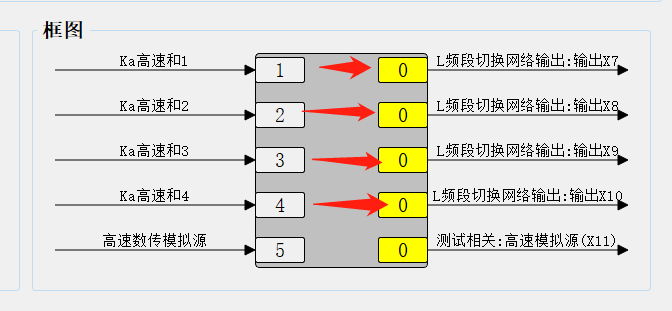 框图
Ka高速和1
1
0
L频段切换网络输出:输出X7
Ka高速和2
2
0
L频段切换网络输出:输出X8
Ka高速和3
3
0
L频段切换网络输出:输出X9
Ka高速和4
4
0
L频段切换网络输出:输出X10
高速数传模拟源
5
0
测试相关:高速模拟源(X11)